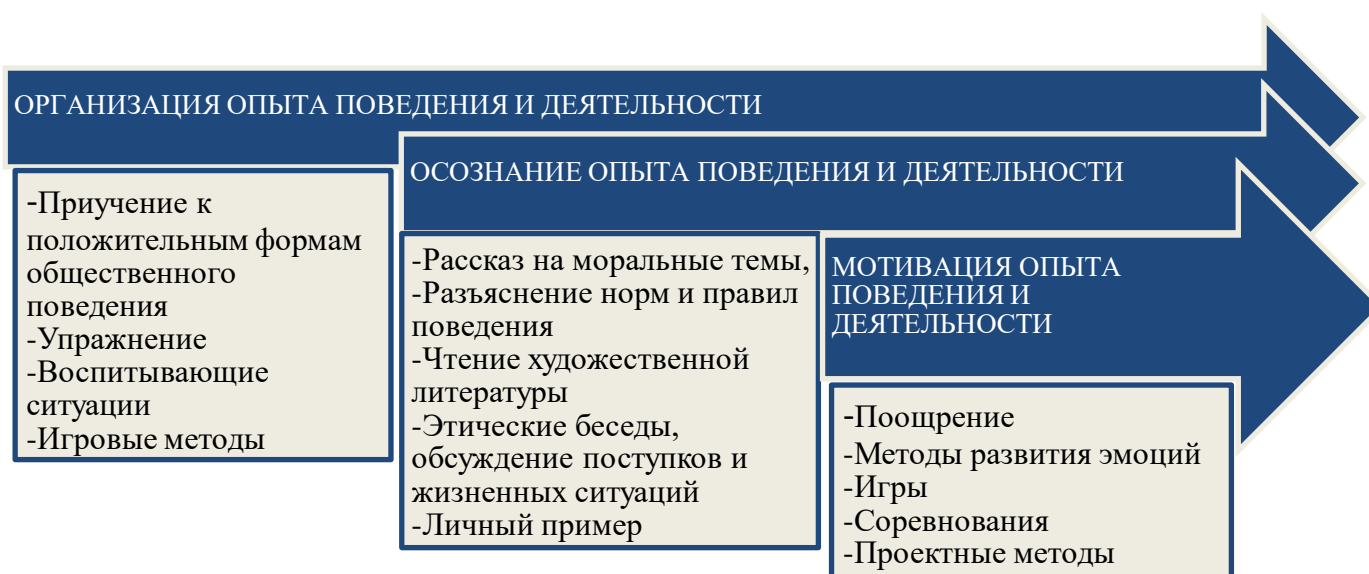 ОРГАНИЗАЦИЯ ОПЫТА ПОВЕДЕНИЯ И ДЕЯТЕЛЬНОСТИ
-Приучение к
положительным формам
общественного
поведения
-Упражнение
-Воспитывающие
ситуации
-Игровые методы
ОСОЗНАНИЕ ОПЫТА ПОВЕДЕНИЯ И ДЕЯТЕЛЬНОСТИ
-Рассказ на моральные темы,
-Разъяснение норм и правил
поведения
-Чтение художественной
литературы
-Этические беседы,
обсуждение поступков и
жизненных ситуаций
-Личный пример
МОТИВАЦИЯ ОПЫТА
ПОВЕДЕНИЯ И
ДЕЯТЕЛЬНОСТИ
-Поощрение
-Методы развития эмоций
-Игры
-Соревнования
-Проектные методы